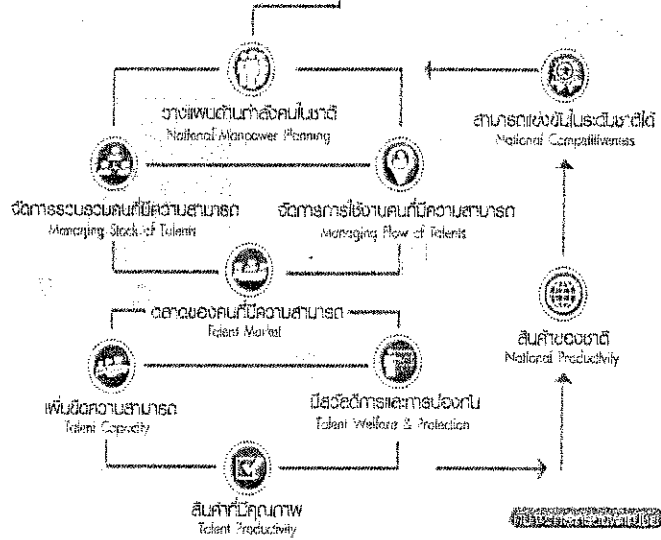 วางแผนด้านกำลังคนในชาติ
National Manpower Planning
สามารถแข่งขันในระดับชาติได้
National Competitiveness
จัดการรวบรวมคนที่มีความสามารถ
Managing Stock of Talents
จัดการการใช้งานคนที่มีความสามารถ
Managing Flow of Talents
ตลาดของคนที่มีความสามารถ
Talent Market
สินค้าของชาติ
National Productivity
เพิ่มขีดความสามารถ
Talent Capacity
มีสวัสดิการและการปกป้อง
Talent Welfare & Protection
สินค้าที่มีคุณภาพ
Talent Productivity